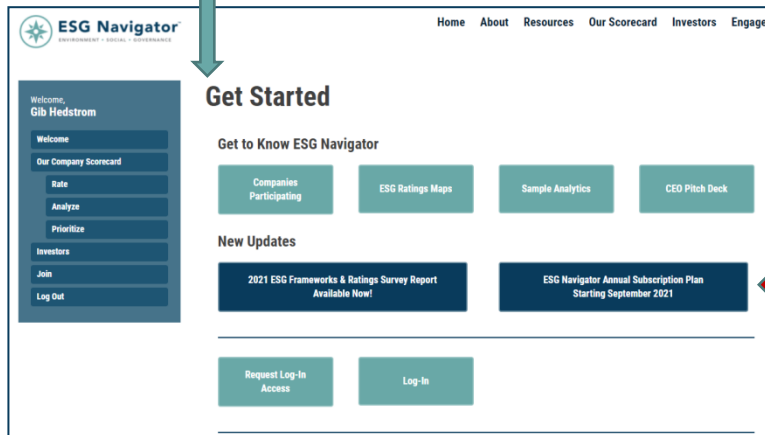 ESG Navigator
ENVIRONMENT • SOCIAL • GOVERNANCE
Home About Resources Our Scorecard Investors Engage
Welcome,
Gib Hedstrom
Welcome
Our Company Scorecard
Rate
Analyze
Prioritize
Investors
Join
Log Out
Get Started
Get to Know ESG Navigator
Companies
Participating
ESG Ratings Maps
Sample Analytics
CEO Pitch Deck
New Updates
2021 ESG Frameworks & Ratings Survey Report
Available Now!
ESG Navigator Annual Subscription Plan
Starting September 2021
Request Log-In
Access
Log-In